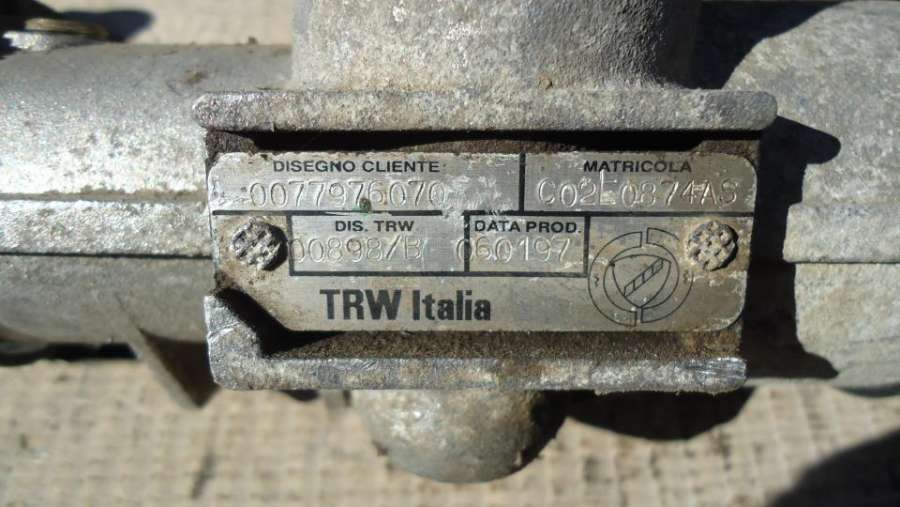 DISEGNO CLIENTE MATRICOLA
0077976070 C02E0874AS
DIS. TRW DATA PROD.
00898/B 060197
TRW Italia